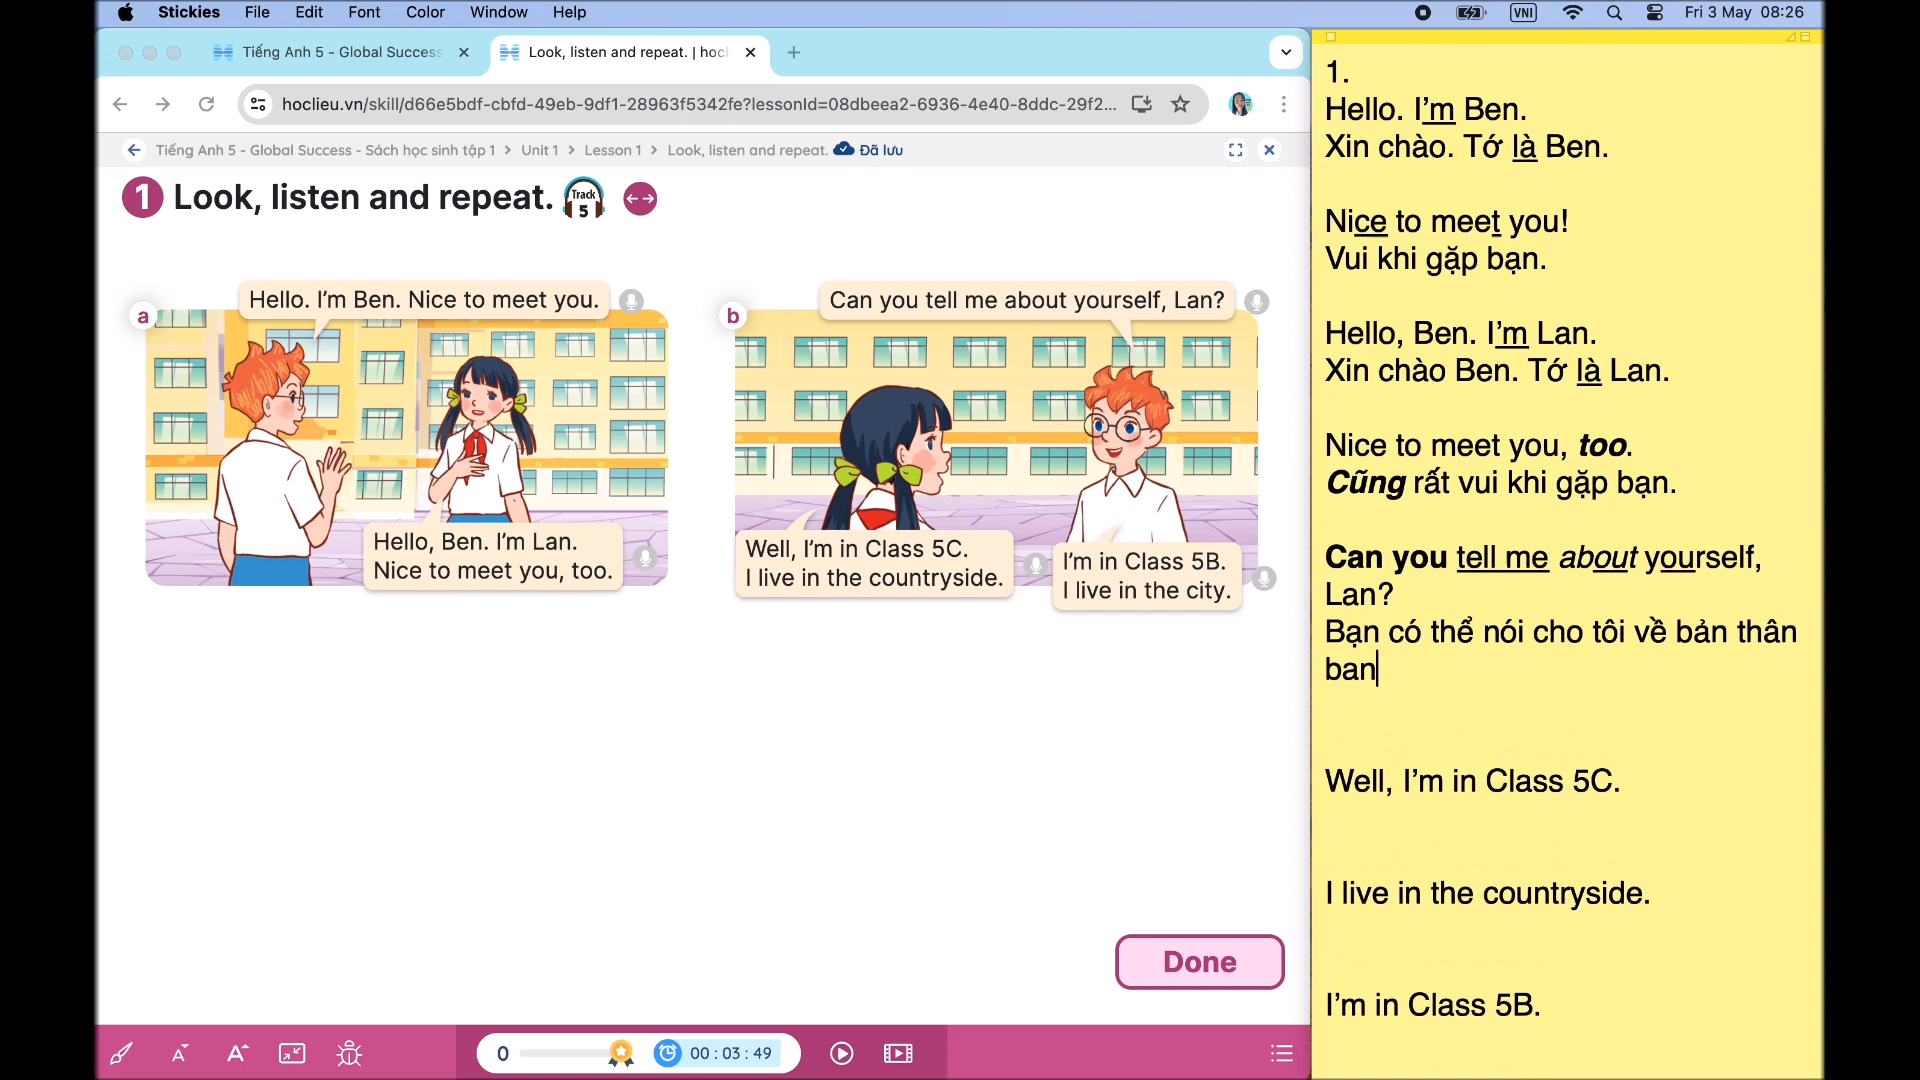 Stickies File Edit Font Color Window Help VNI Fri 3 May 08:26
Tiếng Anh 5 - Global Success
Look, listen and repeat. | hocl
hoclieu.vn/skill/d66e5bdf-cbfd-49eb-9df1-28963f5342fe?lessonId=08dbeea2-6936-4e40-8ddc-29f2...
Tiếng Anh 5 - Global Success - Sách học sinh tập 1 > Unit 1 > Lesson 1 > Look, listen and repeat. Đã lưu
1 Look, listen and repeat. Track 5
a
Hello. I'm Ben. Nice to meet you.
Hello, Ben. I'm Lan.
Nice to meet you, too.
b
Can you tell me about yourself, Lan?
Well, I'm in Class 5C.
I live in the countryside.
I'm in Class 5B.
I live in the city.
Done
A A 0 00 : 03 : 49
1.
Hello. I’m Ben.
Xin chào. Tớ là Ben.
Nice to meet you!
Vui khi gặp bạn.
Hello, Ben. I’m Lan.
Xin chào Ben. Tớ là Lan.
Nice to meet you, too.
Cũng rất vui khi gặp bạn.
Can you tell me about yourself,
Lan?
Bạn có thể nói cho tôi về bản thân
ban
Well, I’m in Class 5C.
I live in the countryside.
I’m in Class 5B.